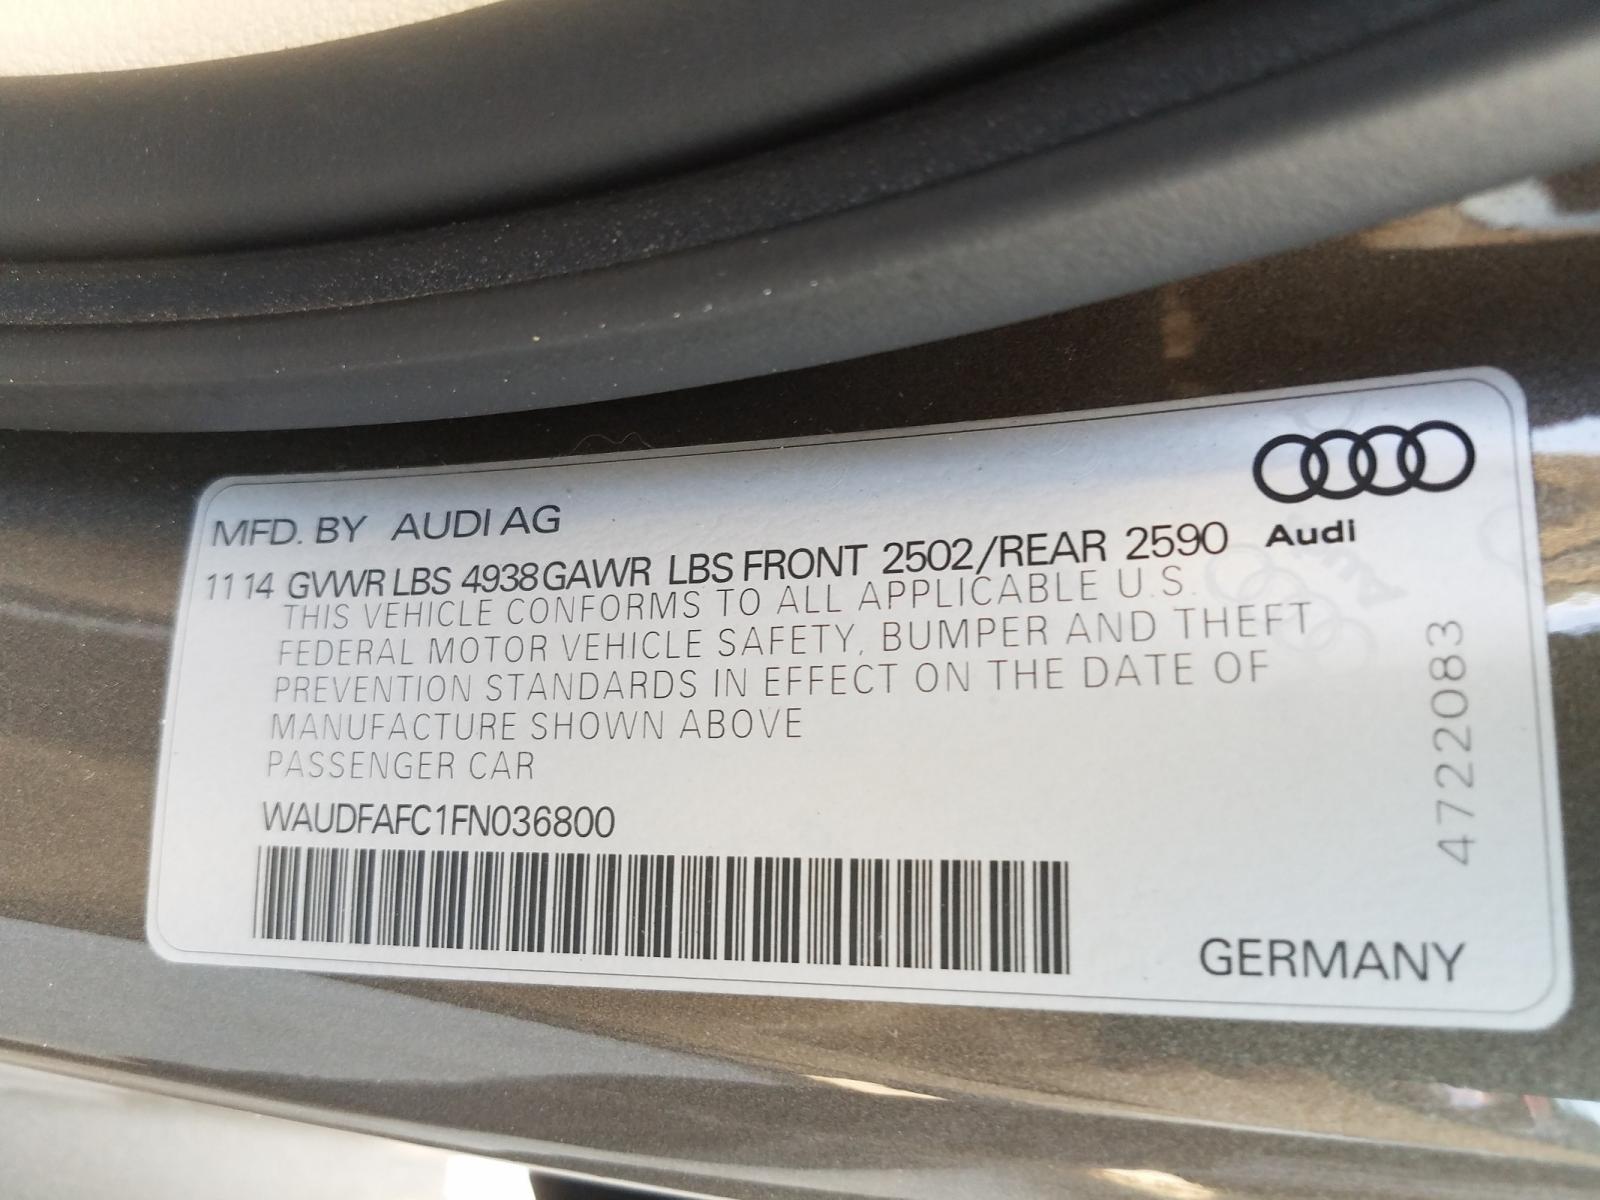 MFD. BY AUDI AG
11 14 GVWR LBS 4938 GAWR LBS FRONT 2502/REAR 2590
THIS VEHICLE CONFORMS TO ALL APPLICABLE U.S.
FEDERAL MOTOR VEHICLE SAFETY, BUMPER AND THEFT
PREVENTION STANDARDS IN EFFECT ON THE DATE OF
MANUFACTURE SHOWN ABOVE
PASSENGER CAR
WAUDFAFC1FN036800
Audi
4722083
GERMANY